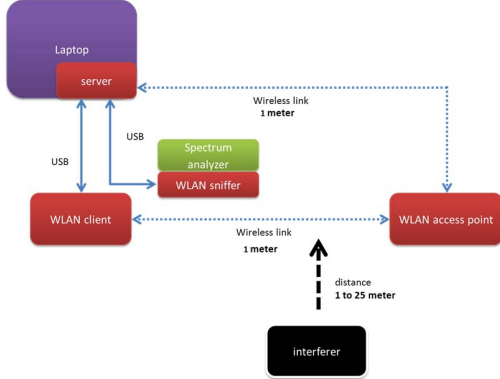 Laptop
server
Wireless link
1 meter
USB
USB
Spectrum
analyzer
WLAN sniffer
WLAN client
WLAN access point
Wireless link
1 meter
distance
1 to 25 meter
interferer